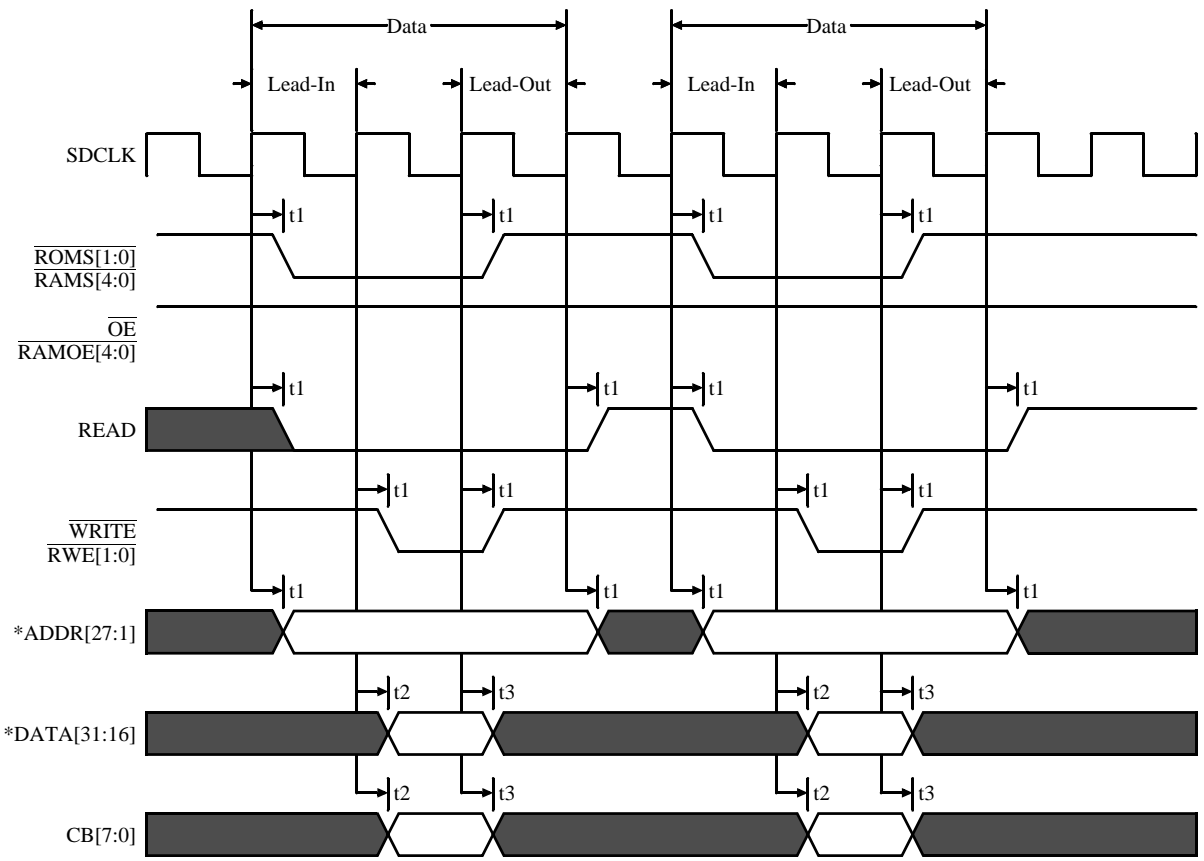 Data Data
Lead-In Lead-Out Lead-In Lead-Out
SDCLK
t1 t1 t1 t1
ROMS[1:0]
RAMS[4:0]
OE
RAMOE[4:0]
t1 t1 t1 t1
READ
t1 t1 t1 t1
WRITE
RWE[1:0]
t1 t1 t1 t1
*ADDR[27:1]
t2 t3 t2 t3
*DATA[31:16]
t2 t3 t2 t3
CB[7:0]